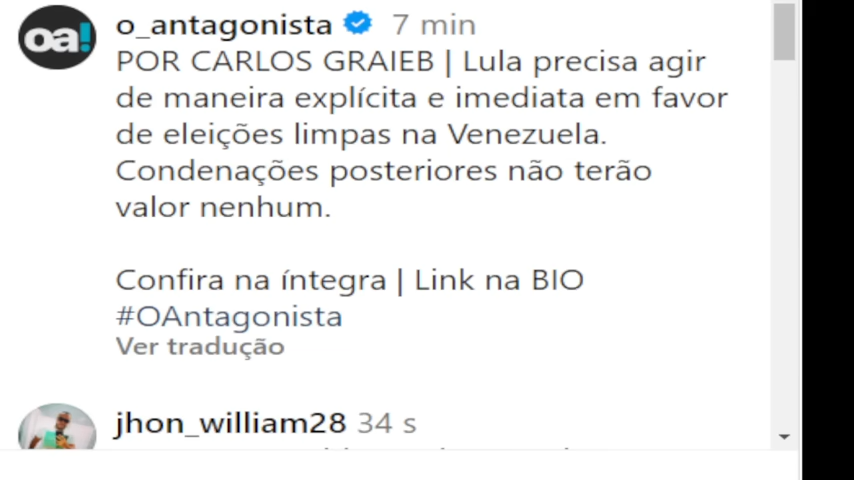 oa!
o_antagonista 7 min
POR CARLOS GRAIEB | Lula precisa agir
de maneira explícita e imediata em favor
de eleições limpas na Venezuela.
Condenações posteriores não terão
valor nenhum.
Confira na íntegra | Link na BIO
#OAntagonista
Ver tradução
jhon_william28 34 s